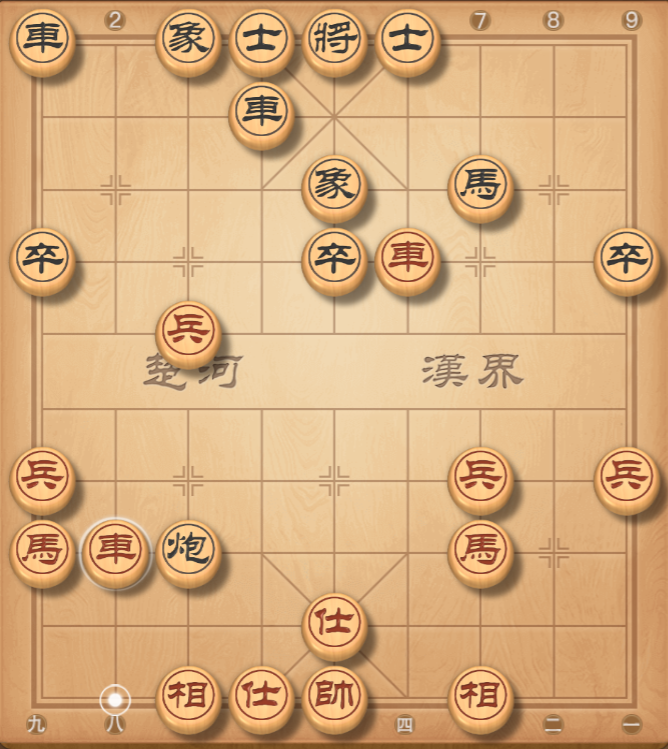 2 7 8 9
車 象 士 將 士
車
象 馬
卒 卒 車 卒
兵
楚河 漢界
兵 兵 兵
馬 車 炮 馬
仕
相 仕 帥 相
九 八 四 二 一